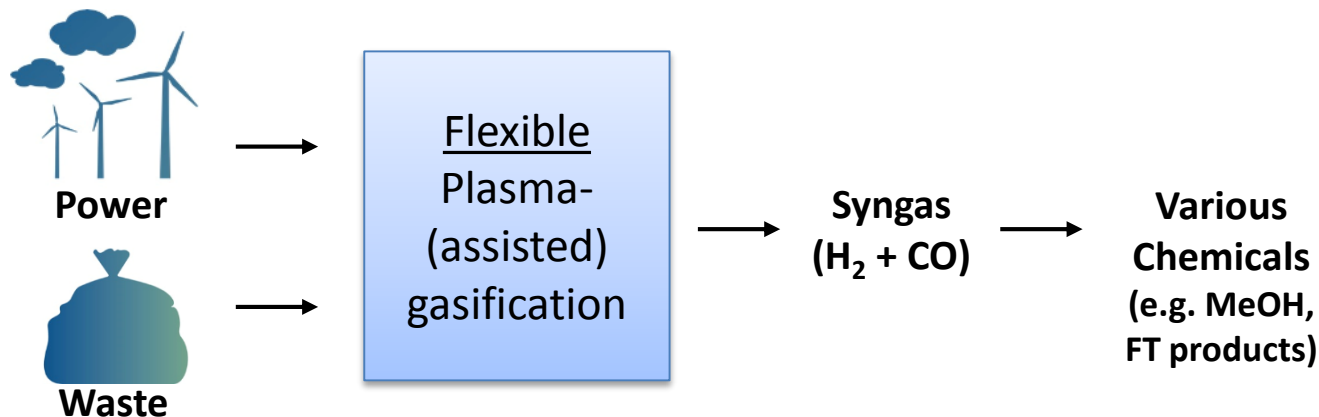 Power
Waste
Flexible
Plasma-
(assisted)
gasification
Syngas
(H₂ + CO)
Various
Chemicals
(e.g. MeOH,
FT products)